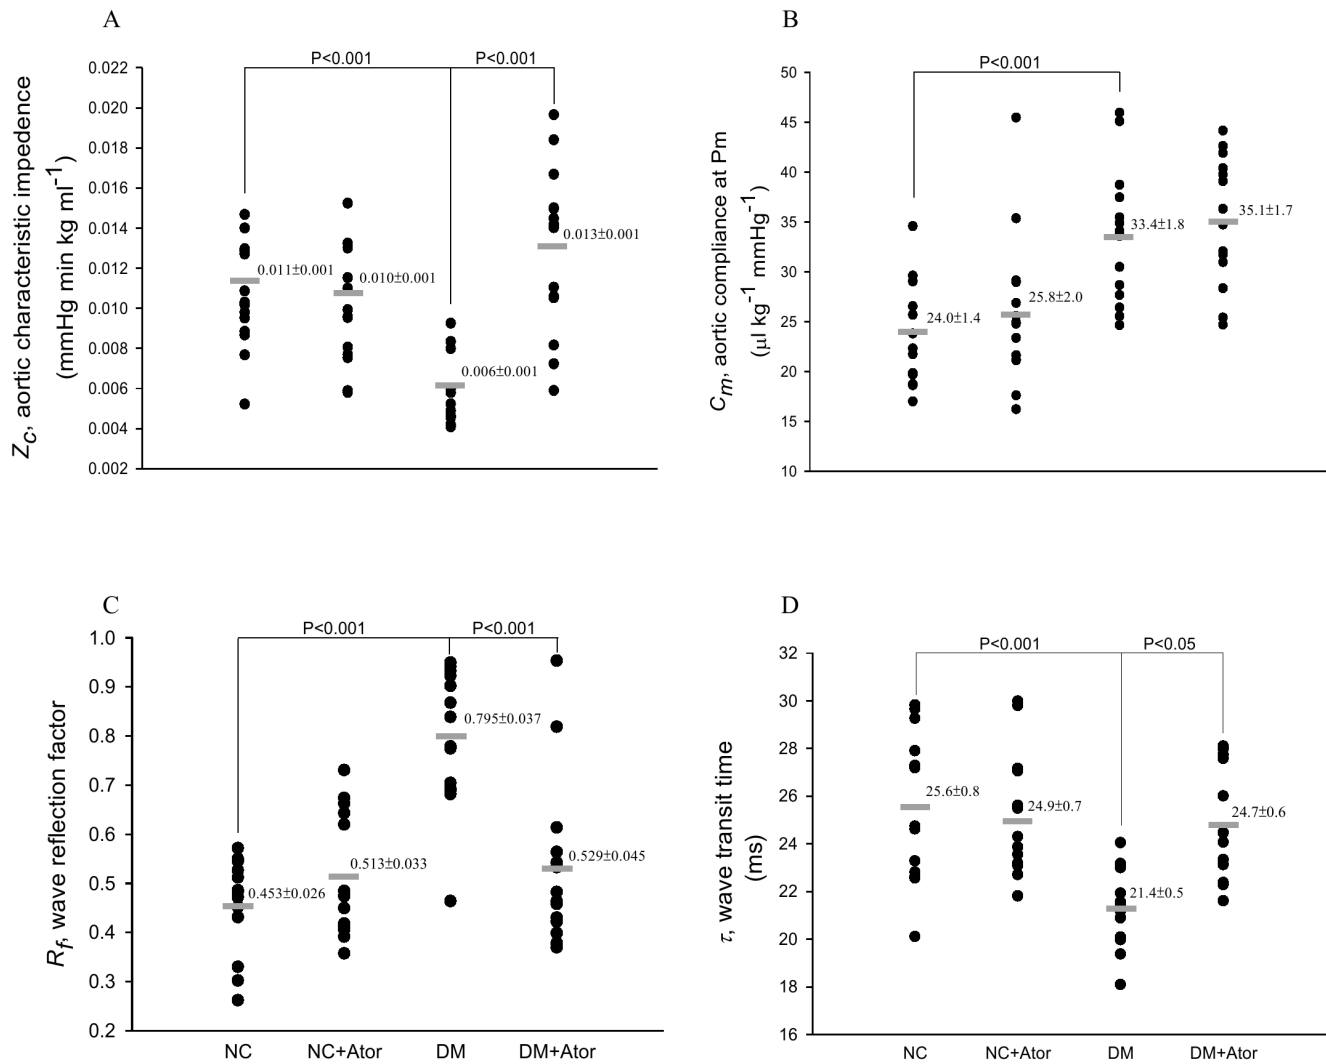 A
P<0.001
P<0.001
0.022
0.020
0.018
0.016
0.014
0.012
0.010
0.008
0.006
0.004
0.002
Zc, aortic characteristic impedence
(mmHg min kg ml-1)
0.011±0.001
0.010±0.001
0.006±0.001
0.013±0.001
B
P<0.001
50
45
40
35
30
25
20
15
10
Cm, aortic compliance at Pm
(μl kg-1 mmHg-1)
24.0±1.4
25.8±2.0
33.4±1.8
35.1±1.7
C
P<0.001
P<0.001
1.0
0.9
0.8
0.7
0.6
0.5
0.4
0.3
0.2
Rf, wave reflection factor
0.453±0.026
0.513±0.033
0.795±0.037
0.529±0.045
NC
NC+Ator
DM
DM+Ator
D
P<0.001
P<0.05
32
30
28
26
24
22
20
18
16
τ, wave transit time
(ms)
25.6±0.8
24.9±0.7
21.4±0.5
24.7±0.6
NC
NC+Ator
DM
DM+Ator